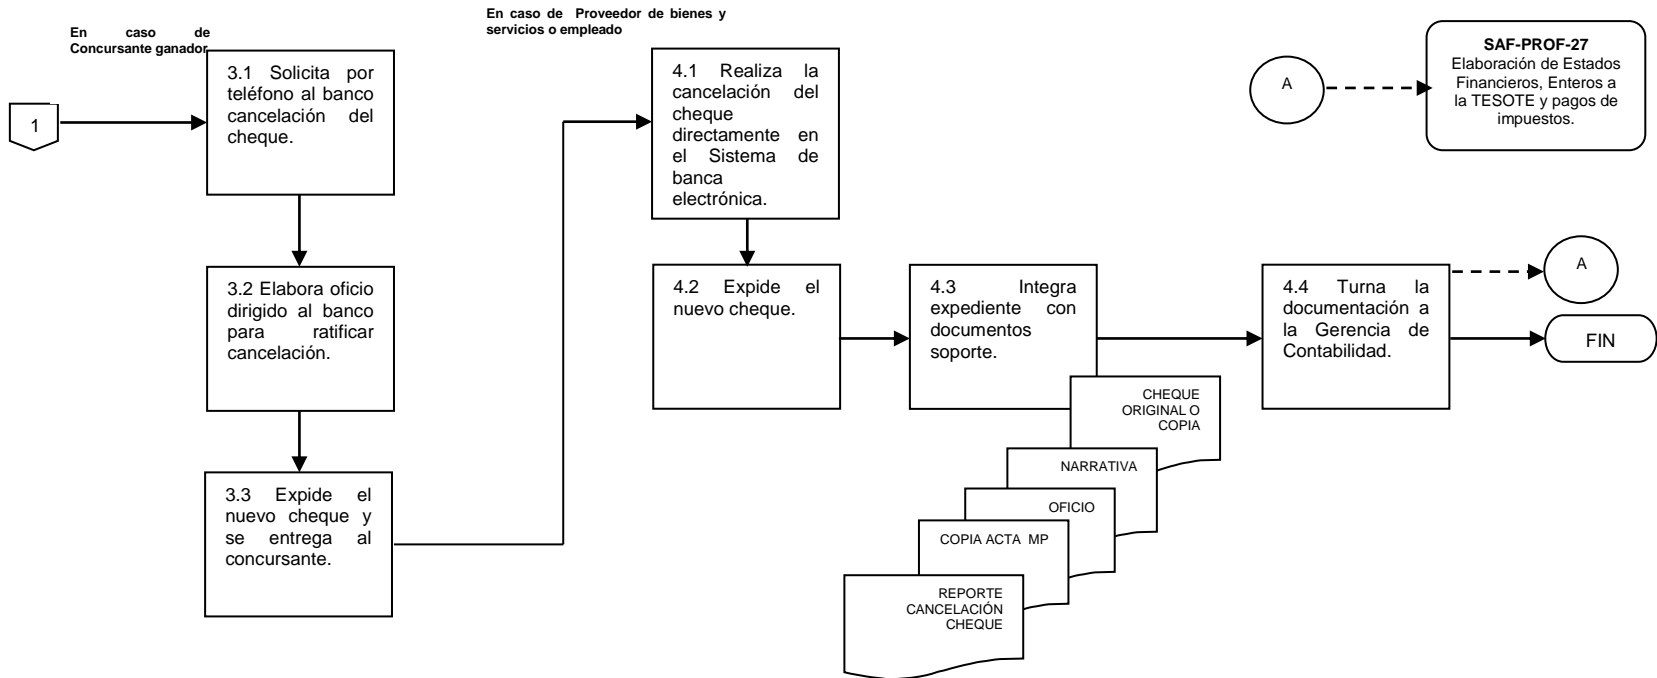 En caso de
Concursante ganador
1
3.1 Solicita por
teléfono al banco
cancelación del
cheque.
3.2 Elabora oficio
dirigido al banco
para ratificar
cancelación.
3.3 Expide el
nuevo cheque y
se entrega al
concursante.
En caso de Proveedor de bienes y
servicios o empleado
4.1 Realiza la
cancelación del
cheque
directamente en
el Sistema de
banca
electrónica.
4.2 Expide el
nuevo cheque.
4.3 Integra
expediente con
documentos
soporte.
CHEQUE
ORIGINAL O
COPIA
NARRATIVA
OFICIO
COPIA ACTA MP
REPORTE
CANCELACIÓN
CHEQUE
4.4 Turna la
documentación a
la Gerencia de
Contabilidad.
A
FIN
A
SAF-PROF-27
Elaboración de Estados
Financieros, Enteros a
la TESOTE y pagos de
impuestos.